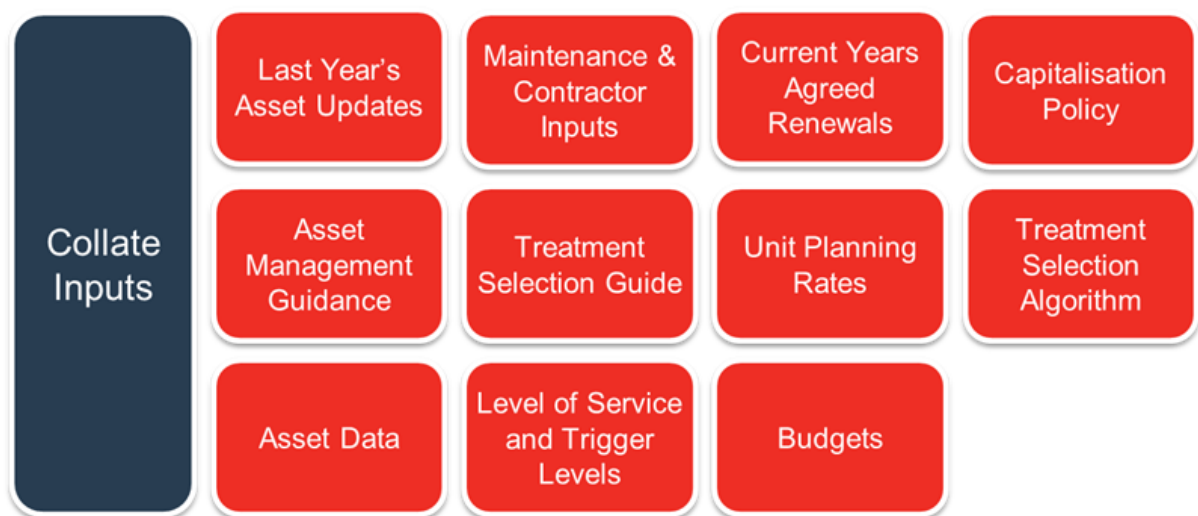 Collate
Inputs
Last Year's
Asset Updates
Maintenance &
Contractor
Inputs
Current Years
Agreed
Renewals
Capitalisation
Policy
Asset
Management
Guidance
Treatment
Selection Guide
Unit Planning
Rates
Treatment
Selection
Algorithm
Asset Data
Level of Service
and Trigger
Levels
Budgets